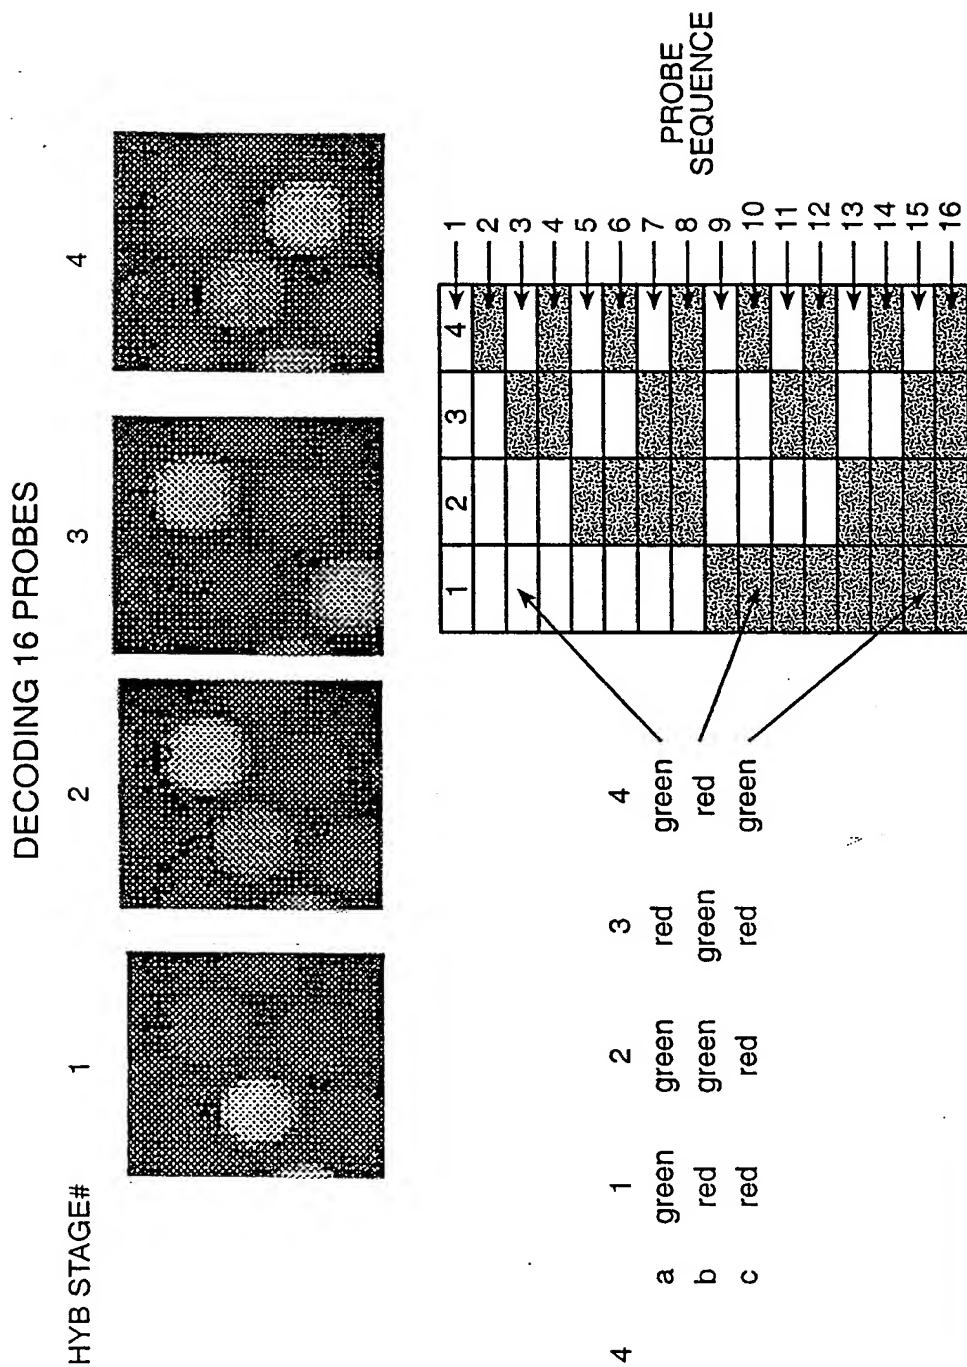 DECODING 16 PROBES
HYB STAGE# 1 2 3 4
4 1 2 3 4
a green green red green
b red green green red
c red red red green
1 2 3 4
1
2
3
4
5
6
7
8
9
10
11
12
13
14
15
16
PROBE
SEQUENCE